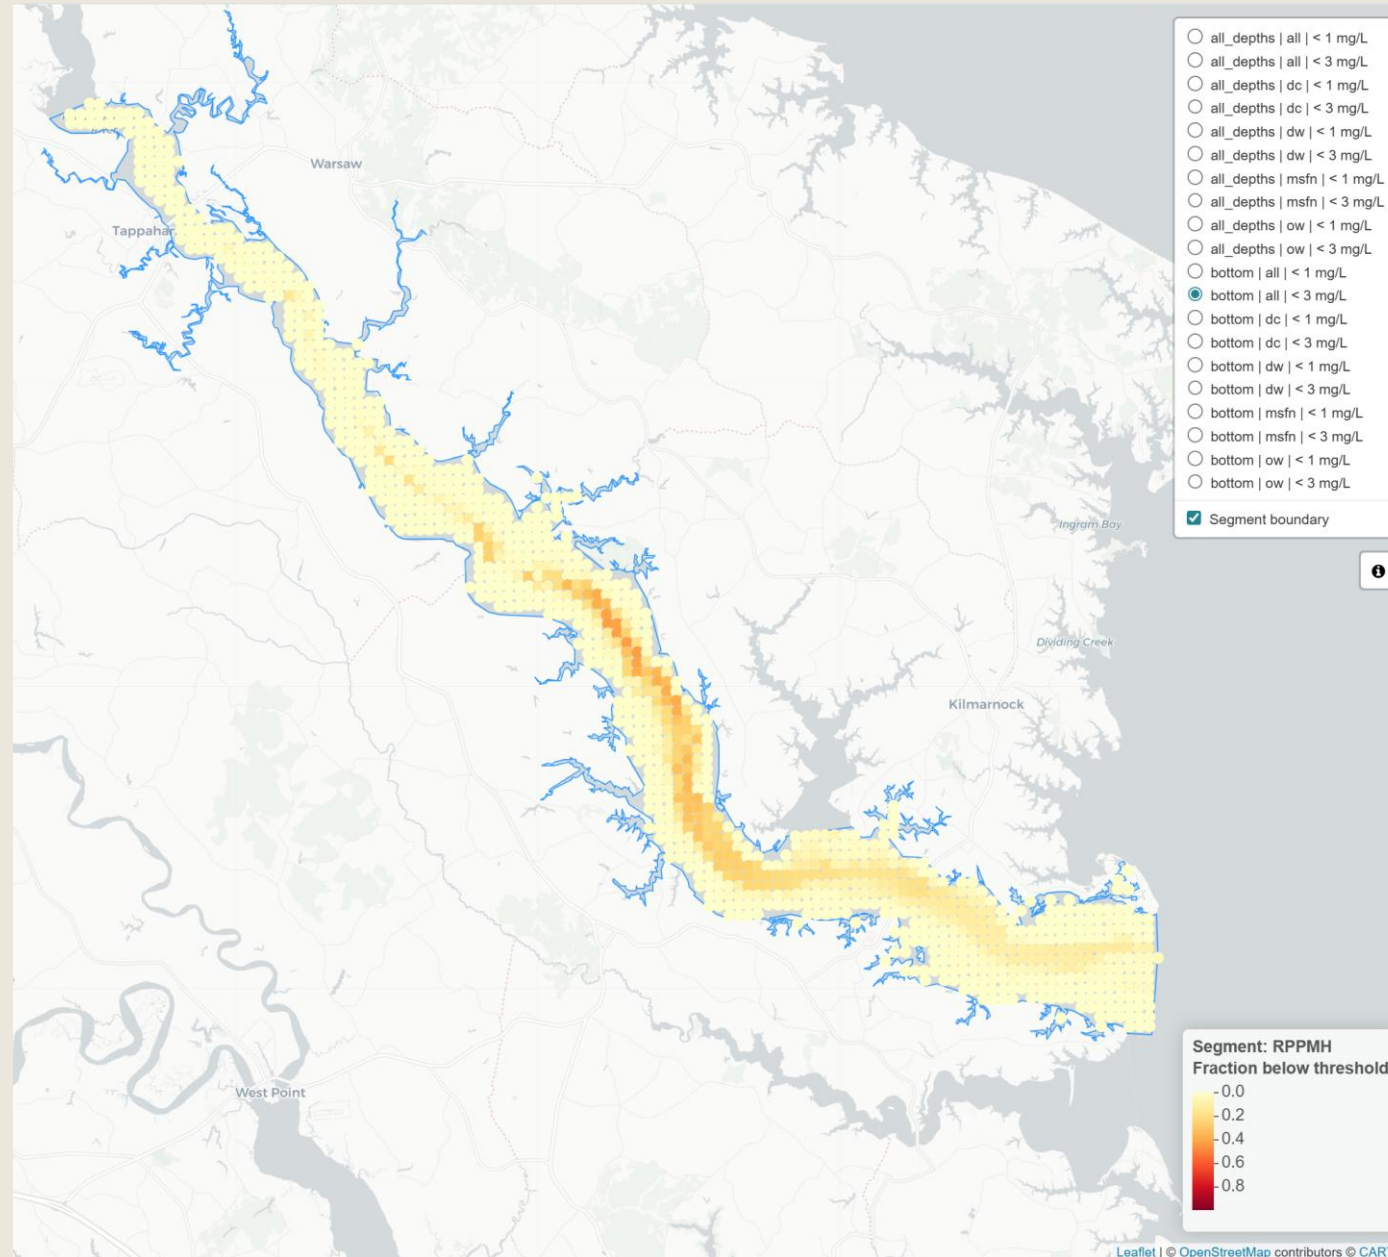 all_depths | all | < 1 mg/L
all_depths | all | < 3 mg/L
all_depths | dc | < 1 mg/L
all_depths | dc | < 3 mg/L
all_depths | dw | < 1 mg/L
all_depths | dw | < 3 mg/L
all_depths | msfn | < 1 mg/L
all_depths | msfn | < 3 mg/L
all_depths | ow | < 1 mg/L
all_depths | ow | < 3 mg/L
bottom | all | < 1 mg/L
bottom | all | < 3 mg/L
bottom | dc | < 1 mg/L
bottom | dc | < 3 mg/L
bottom | dw | < 1 mg/L
bottom | dw | < 3 mg/L
bottom | msfn | < 1 mg/L
bottom | msfn | < 3 mg/L
bottom | ow | < 1 mg/L
bottom | ow | < 3 mg/L
Segment boundary
Warsaw
Tappahan
Ingram Bay
Dividing Creek
Kilmarnock
West Point
Segment: RPPMH
Fraction below threshold
0.0
0.2
0.4
0.6
0.8
Leaflet | © OpenStreetMap contributors © CAR